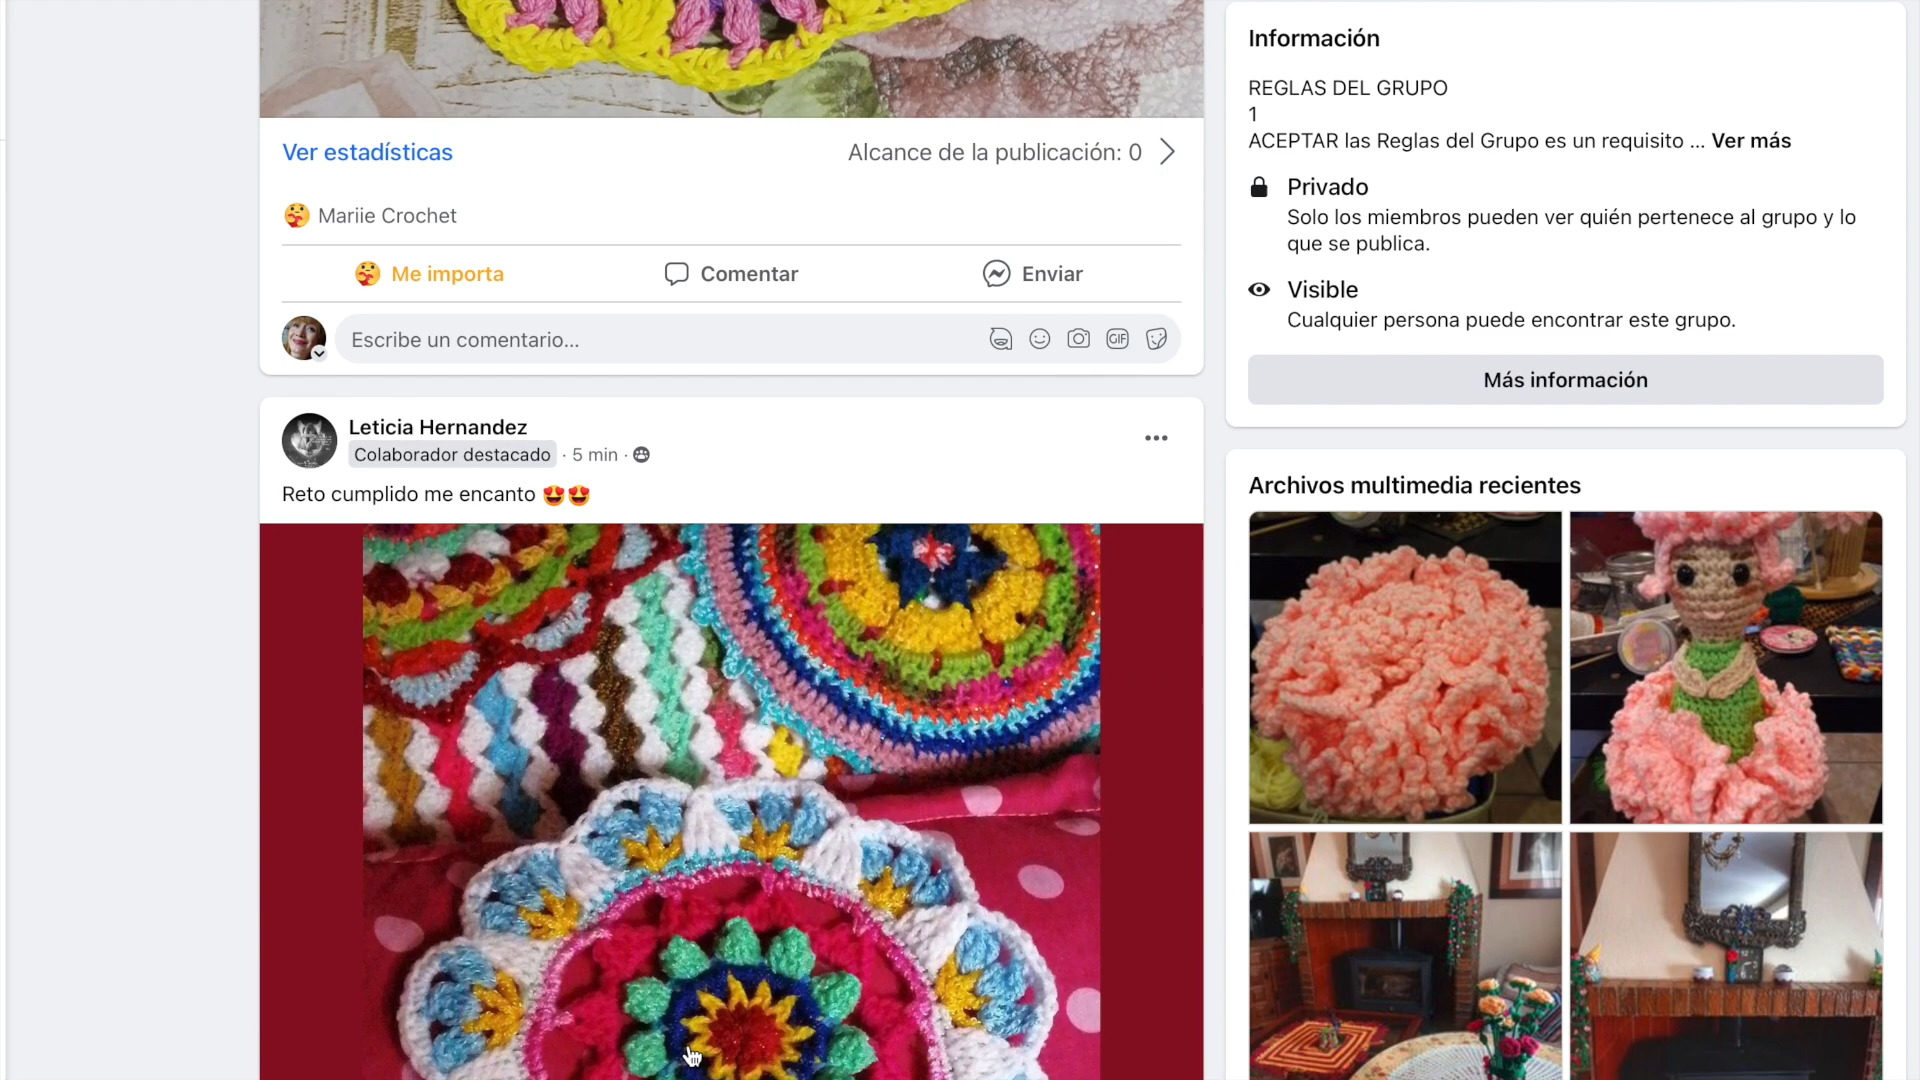 Ver estadísticas
Alcance de la publicación: 0
Mariie Crochet
Me importa
Comentar
Enviar
Escribe un comentario...
GIF
Leticia Hernandez
Colaborador destacado · 5 min ·
Reto cumplido me encanto 😍😍
Información
REGLAS DEL GRUPO
1
ACEPTAR las Reglas del Grupo es un requisito ... Ver más
Privado
Solo los miembros pueden ver quién pertenece al grupo y lo
que se publica.
Visible
Cualquier persona puede encontrar este grupo.
Más información
Archivos multimedia recientes